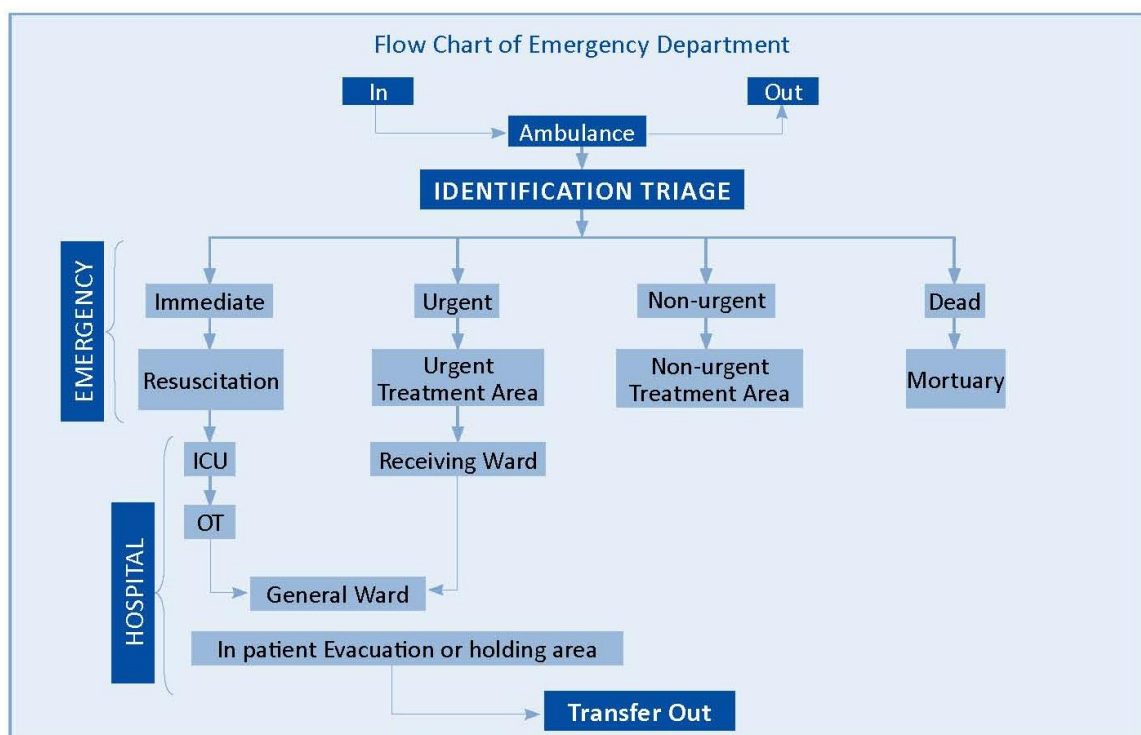 Flow Chart of Emergency Department
In
Out
Ambulance
IDENTIFICATION TRIAGE
EMERGENCY
Immediate
Urgent
Non-urgent
Dead
Resuscitation
Urgent
Treatment Area
Non-urgent
Treatment Area
Mortuary
HOSPITAL
ICU
Receiving Ward
OT
General Ward
In patient Evacuation or holding area
Transfer Out